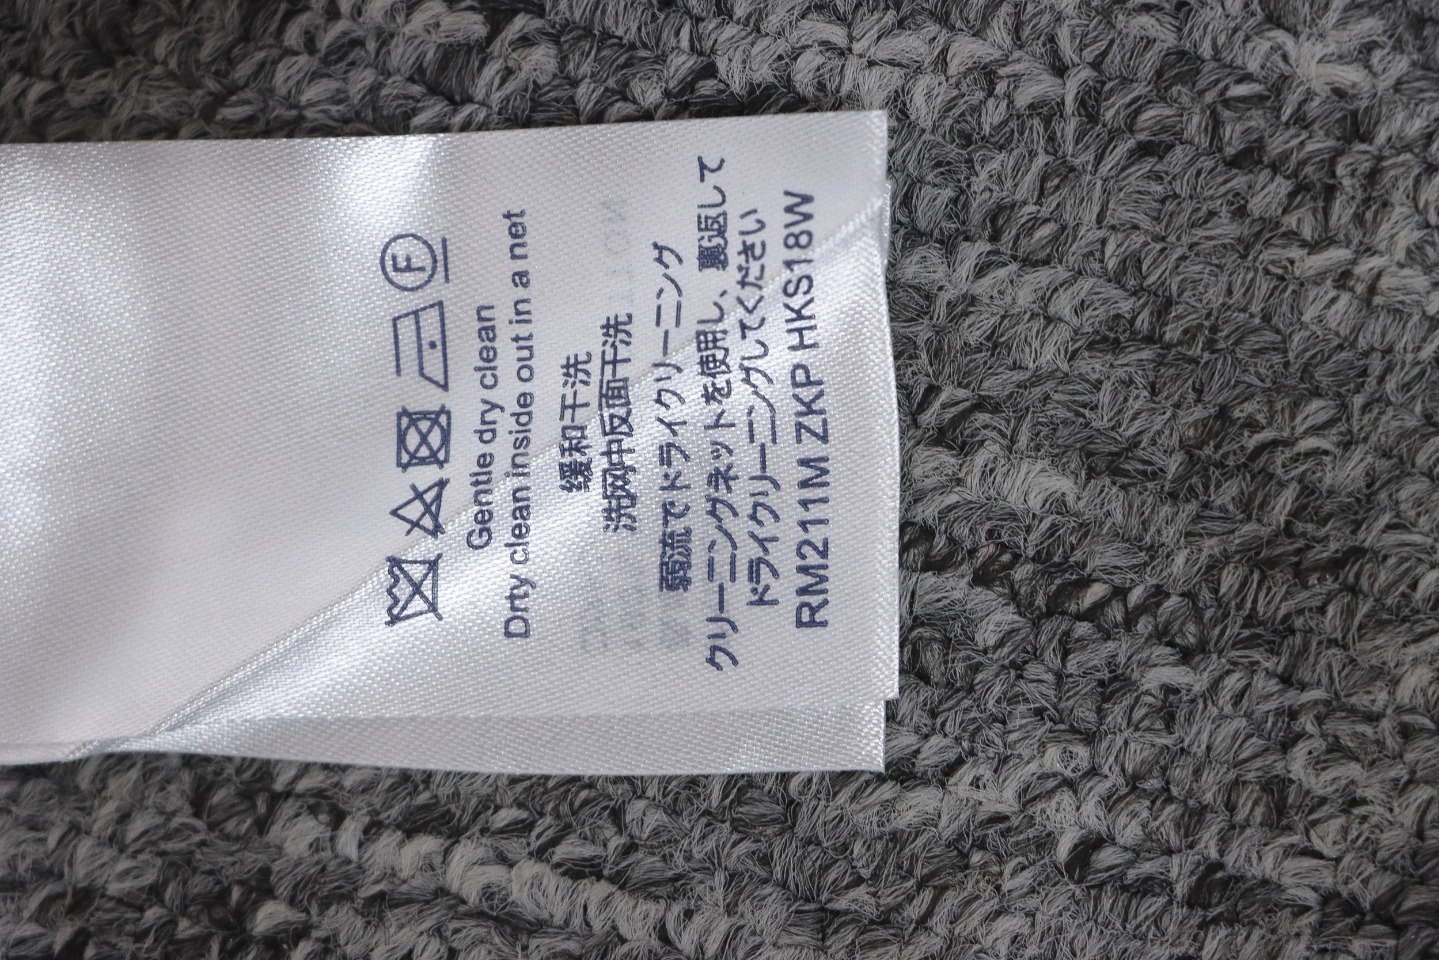 Gentle dry clean
Drty clean inside out in a net
缓和干洗
洗网中反面干洗
弱流でドライクリーニング
クリーニングネットを使用し、裏返して
ドライクリーニングしてください
RM211M ZKP HKS18W